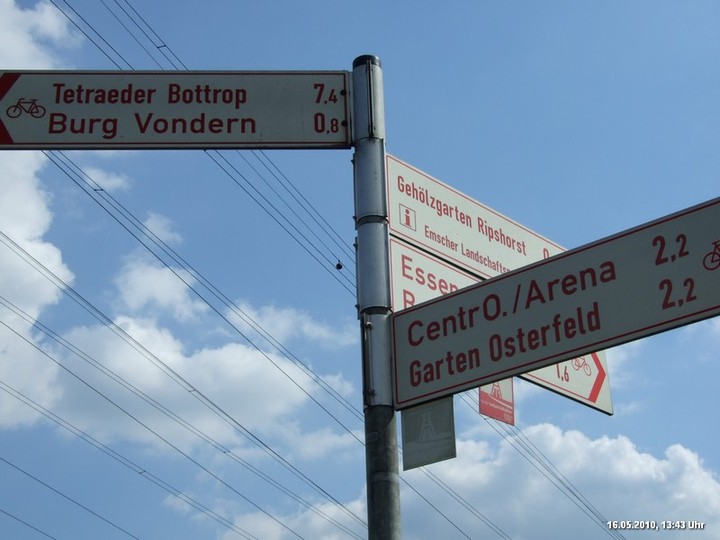 Tetraeder Bottrop 7,4
Burg Vondern 0,8
Gehölzgarten Ripshorst
i Emscher Landschafts
Essen
CentrO./Arena 2,2
Garten Osterfeld 2,2
1,6
16.05.2010, 13:43 Uhr